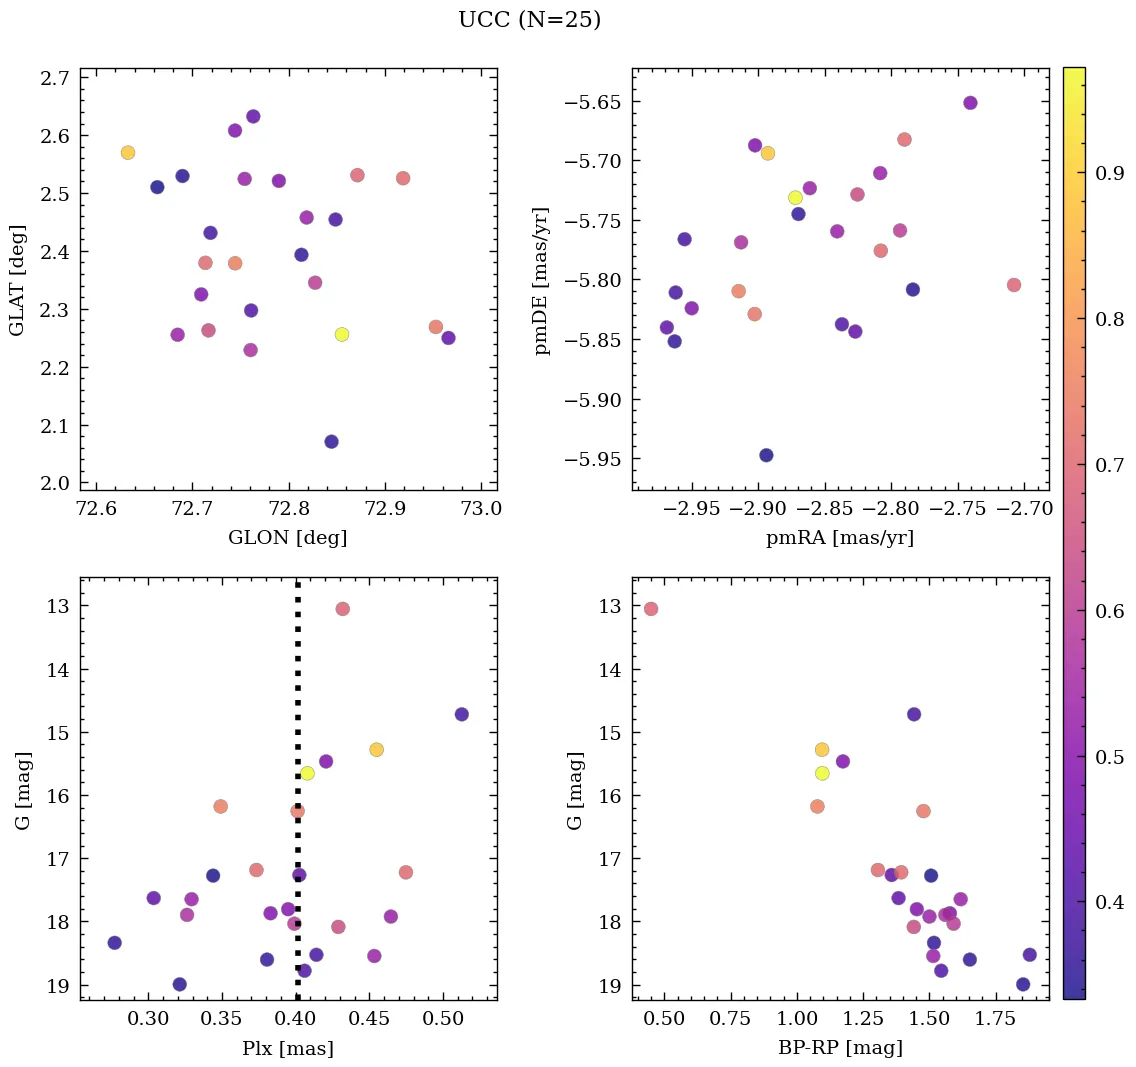 UCC (N=25)
2.7
2.6
2.5
2.4
2.3
2.2
2.1
2.0
GLAT [deg]
72.6 72.7 72.8 72.9 73.0
GLON [deg]
−5.65
−5.70
−5.75
−5.80
−5.85
−5.90
−5.95
pmDE [mas/yr]
−2.95 −2.90 −2.85 −2.80 −2.75 −2.70
pmRA [mas/yr]
0.9
0.8
0.7
0.6
0.5
0.4
13
14
15
16
17
18
19
G [mag]
0.30 0.35 0.40 0.45 0.50
Plx [mas]
13
14
15
16
17
18
19
G [mag]
0.50 0.75 1.00 1.25 1.50 1.75
BP-RP [mag]